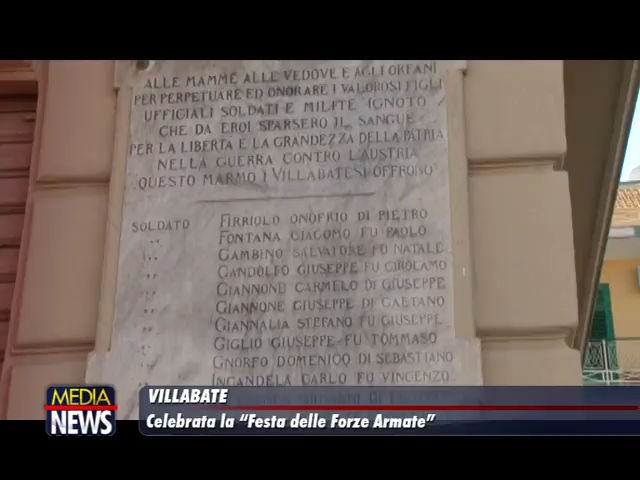 ALLE MAMME ALLE VEDOVE E AGLI ORFANI
PER PERPETUARE ED ONORARE I VALOROSI FIGLI
UFFICIALI SOLDATI E MILITE IGNOTO
CHE DA EROI SPARSERO IL SANGUE
PER LA LIBERTA E LA GRANDEZZA DELLA PATRIA
NELLA GUERRA CONTRO L'AUSTRIA
QUESTO MARMO I VILLABATESI OFFRONO
SOLDATO FIRRIOLO ONOFRIO DI PIETRO
" FONTANA GIACOMO FU PAOLO
" GAMBINO SALVATORE FU NATALE
" GANDOLFO GIUSEPPE FU GIROLAMO
" GIANNONE CARMELO DI GIUSEPPE
" GIANNONE GIUSEPPE DI GAETANO
" GIANNALIA STEFANO FU GIUSEPPE
" GIGLIO GIUSEPPE FU TOMMASO
" GNORFO DOMENICO DI SEBASTIANO
" INGANDELA CARLO FU VINCENZO
MEDIA NEWS
VILLABATE
Celebrata la "Festa delle Forze Armate"